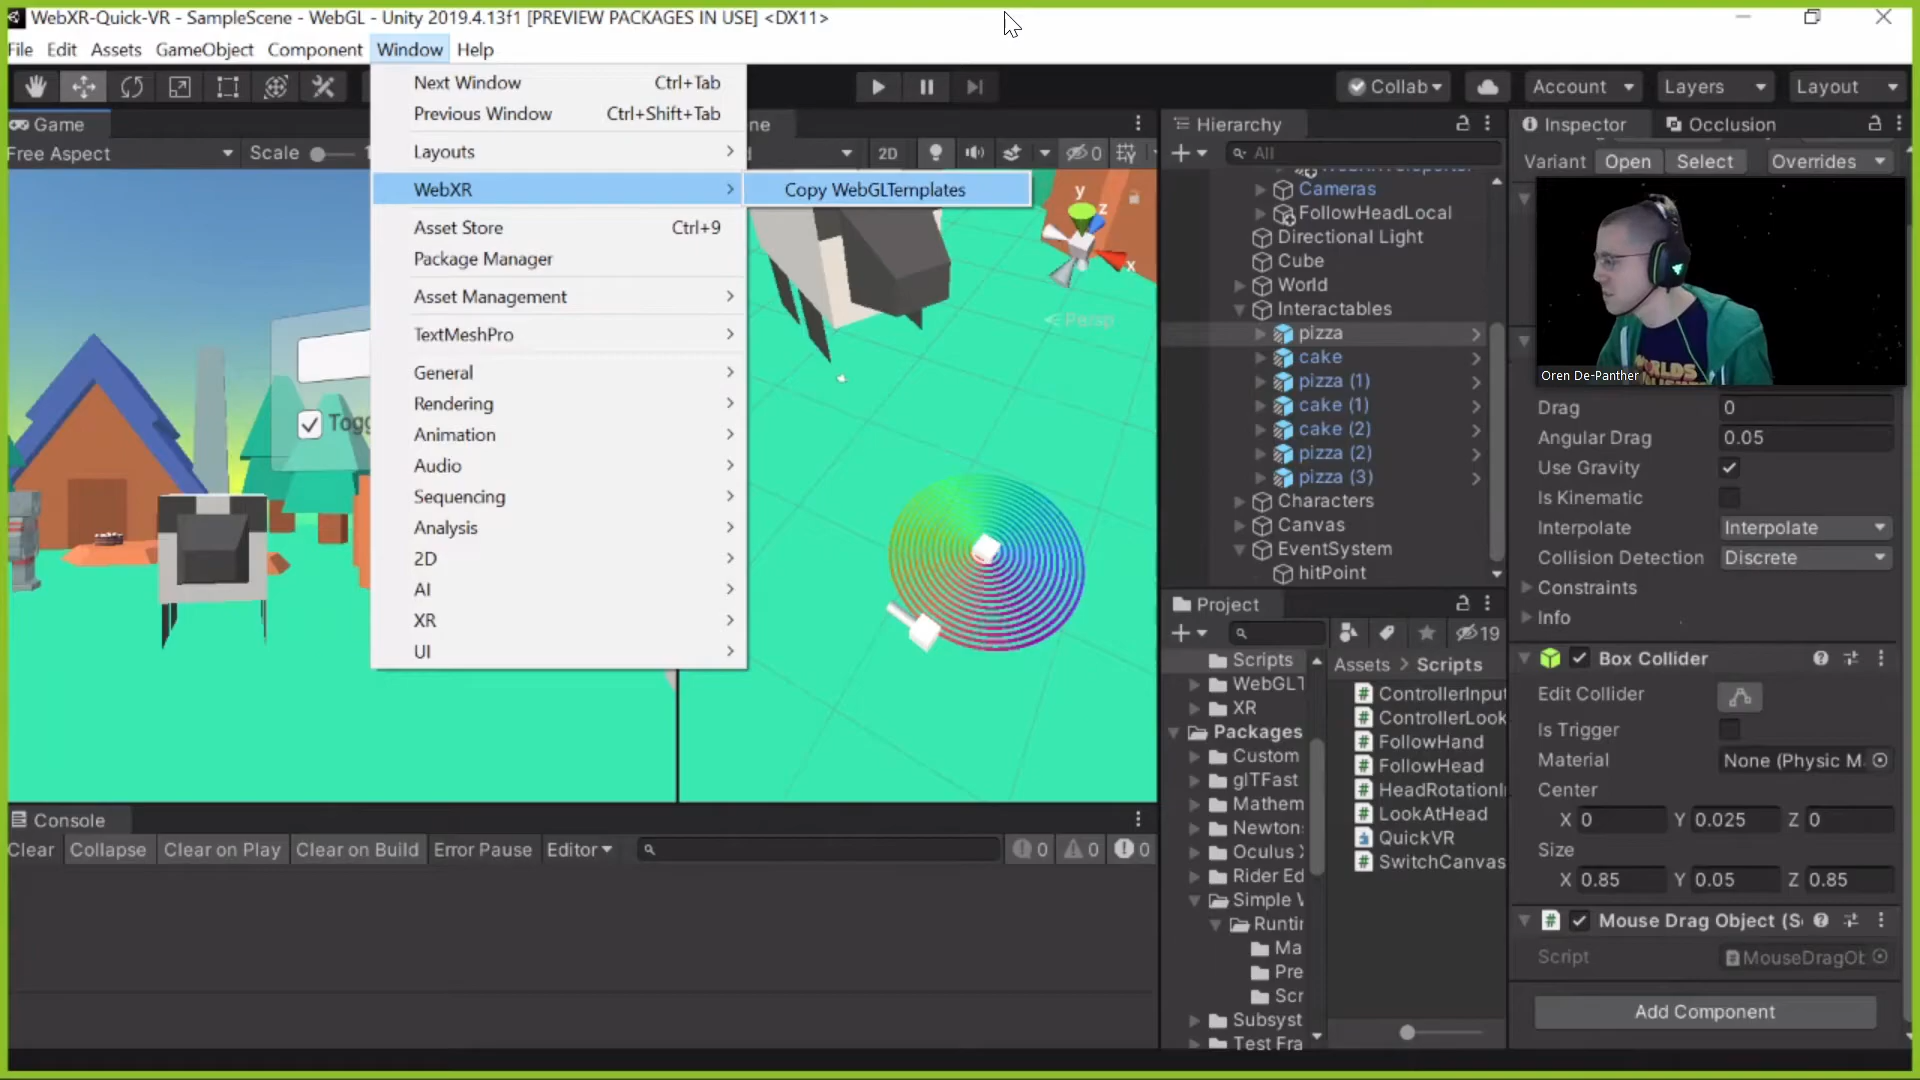 WebXR-Quick-VR - SampleScene - WebGL - Unity 2019.4.13f1 [PREVIEW PACKAGES IN USE] <DX11>
File Edit Assets GameObject Component Window Help
Collab Account Layers Layout
Next Window Ctrl+Tab
Previous Window Ctrl+Shift+Tab
Layouts
WebXR
Copy WebGLTemplates
Asset Store Ctrl+9
Package Manager
Asset Management
TextMeshPro
General
Rendering
Animation
Audio
Sequencing
Analysis
2D
AI
XR
UI
Game
Free Aspect Scale 1
Togg
ne
2D 0
y
z
x
Persp
Hierarchy
All
Cameras
FollowHeadLocal
Directional Light
Cube
World
Interactables
pizza
cake
pizza (1)
cake (1)
cake (2)
pizza (2)
pizza (3)
Characters
Canvas
EventSystem
hitPoint
Project
19
Scripts
WebGLT
XR
Packages
Custom
glTFast
Mathem
Newton
Oculus
Rider Ed
Simple
Runtin
Ma
Pre
Scr
Subsyst
Test Fra
Assets > Scripts
ControllerInput
ControllerLook
FollowHand
FollowHead
HeadRotationI
LookAtHead
QuickVR
SwitchCanvas
Inspector Occlusion
Variant Open Select Overrides
WORLDS
Oren De-Panther
Drag 0
Angular Drag 0.05
Use Gravity
Is Kinematic
Interpolate Interpolate
Collision Detection Discrete
Constraints
Info
Box Collider
Edit Collider
Is Trigger
Material None (Physic M
Center
X 0 Y 0.025 Z 0
Size
X 0.85 Y 0.05 Z 0.85
Mouse Drag Object (S
Script MouseDragOb
Add Component
Console
Clear Collapse Clear on Play Clear on Build Error Pause Editor 0 0 0